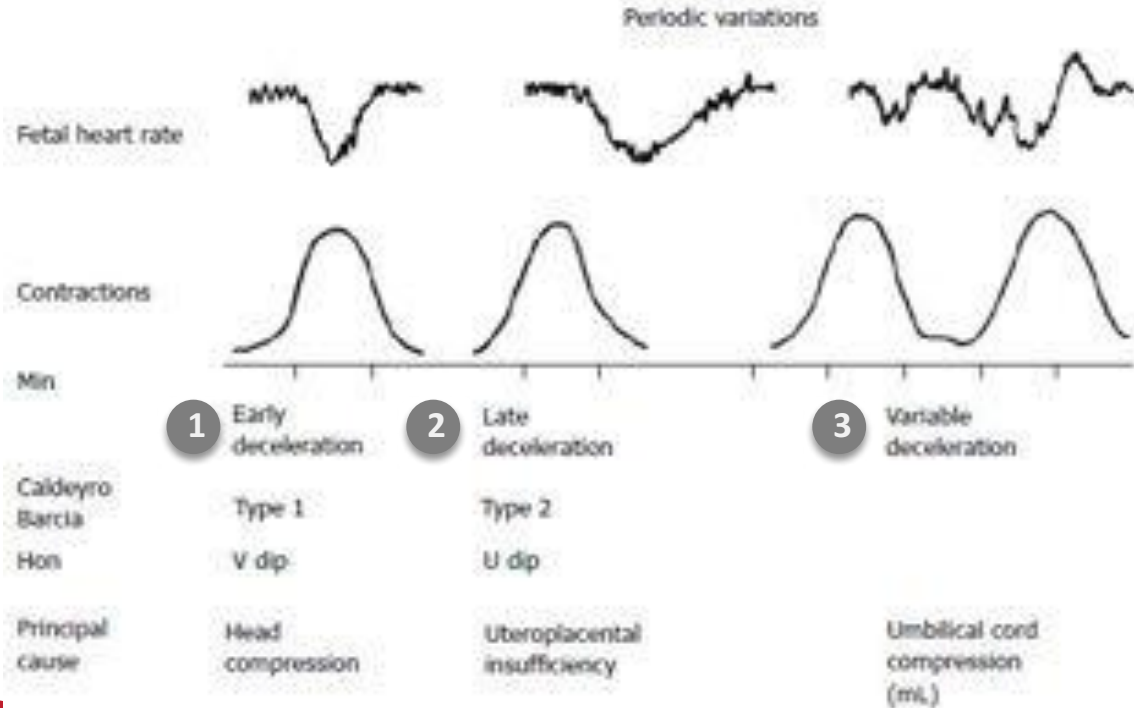 Periodic variations
Fetal heart rate
Contractions
Min
1 Early
deceleration
2 Late
deceleration
3 Variable
deceleration
Caldeyro
Barcia
Type 1
Type 2
Hon
V dip
U dip
Principal
cause
Head
compression
Uteroplacental
insufficiency
Umbilical cord
compression
(mL)